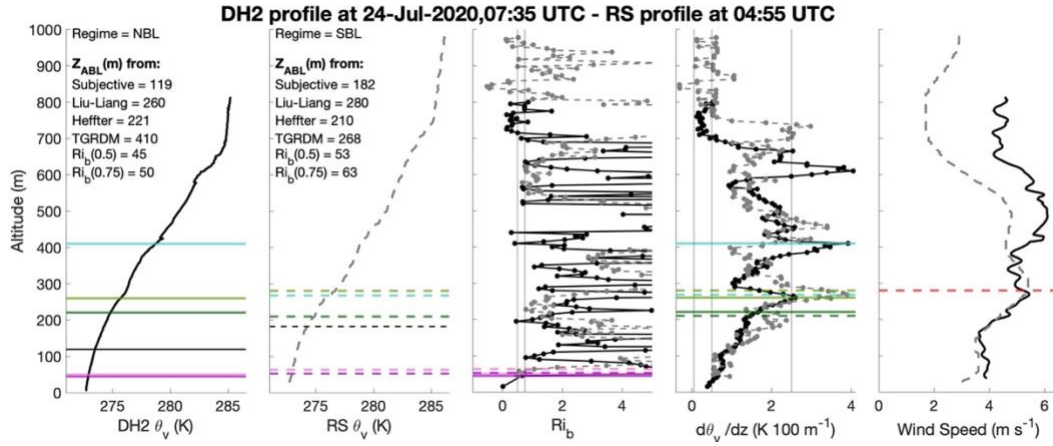 DH2 profile at 24-Jul-2020,07:35 UTC - RS profile at 04:55 UTC
Altitude (m)
1000
900
800
700
600
500
400
300
200
100
0
Regime = NBL
Z_ABL(m) from:
Subjective = 119
Liu-Liang = 260
Heffter = 221
TGRDM = 410
Ri_b(0.5) = 45
Ri_b(0.75) = 50
275 280 285
DH2 θ_v (K)
Regime = SBL
Z_ABL(m) from:
Subjective = 182
Liu-Liang = 280
Heffter = 210
TGRDM = 268
Ri_b(0.5) = 53
Ri_b(0.75) = 63
275 280 285
RS θ_v (K)
0 2 4
Ri_b
0 1 2 3 4
dθ_v /dz (K 100 m⁻¹)
0 2 4 6
Wind Speed (m s⁻¹)